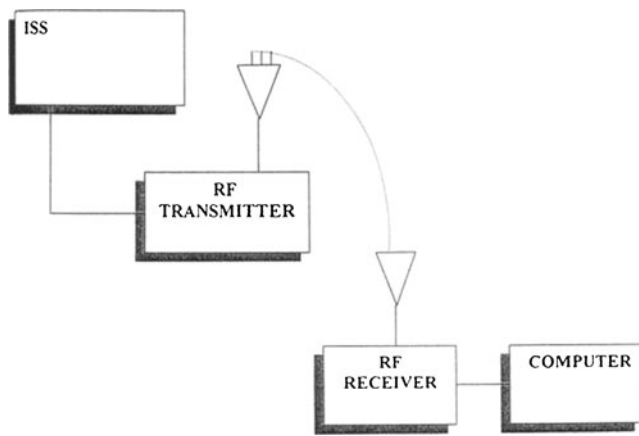 ISS
RF
TRANSMITTER
RF
RECEIVER
COMPUTER